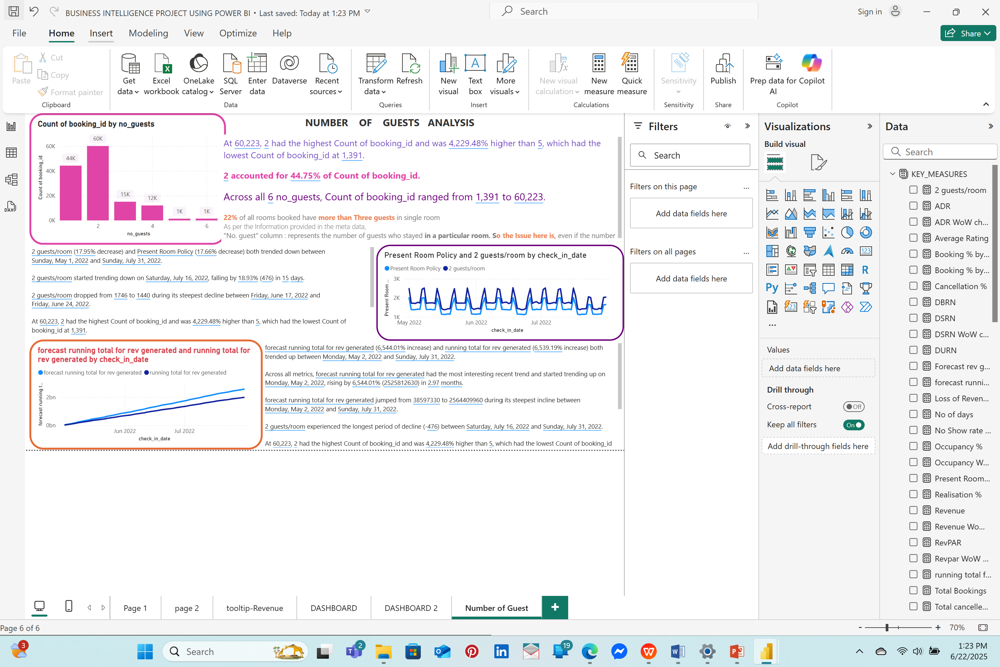 BUSINESS INTELLIGENCE PROJECT USING POWER BI • Last saved: Today at 1:23 PM
Search
Sign in
File Home Insert Modeling View Optimize Help
Share
Paste
Cut
Copy
Format painter
Clipboard
Get data
Excel workbook
OneLake catalog
SQL Server
Enter data
Dataverse
Recent sources
Data
Transform data
Refresh
Queries
New visual
Text box
More visuals
Insert
New visual calculation
New measure
Quick measure
Calculations
Sensitivity
Sensitivity
Publish
Share
Prep data for AI
Copilot
Copilot
DAX
Count of booking_id by no_guests
Count of booking_id
60K
40K
20K
0K
44K
60K
15K
12K
1K
1K
2
4
6
no_guests
NUMBER OF GUESTS ANALYSIS
At 60,223, 2 had the highest Count of booking_id and was 4,229.48% higher than 5, which had the
lowest Count of booking_id at 1,391.
2 accounted for 44.75% of Count of booking_id.
Across all 6 no_guests, Count of booking_id ranged from 1,391 to 60,223.
22% of all rooms booked have more than Three guests in single room
As per the Information provided in the meta data,
"No. guest" column : represents the number of guests who stayed in a particular room. So the Issue here is, even if the number
2 guests/room (17.95% decrease) and Present Room Policy (17.66% decrease) both trended down between
Sunday, May 1, 2022 and Sunday, July 31, 2022.
2 guests/room started trending down on Saturday, July 16, 2022, falling by 18.93% (476) in 15 days.
2 guests/room dropped from 1746 to 1440 during its steepest decline between Friday, June 17, 2022 and
Friday, June 24, 2022.
At 60,223, 2 had the highest Count of booking_id and was 4,229.48% higher than 5, which had the lowest Count of
booking_id at 1,391.
Present Room Policy and 2 guests/room by check_in_date
Present Room Policy 2 guests/room
Present Room ...
3K
2K
1K
May 2022
Jun 2022
Jul 2022
check_in_date
forecast running total for rev generated and running total for
rev generated by check_in_date
forecast running total for rev generated running total for rev generated
forecast running t...
2bn
0bn
Jun 2022
Jul 2022
check_in_date
forecast running total for rev generated (6,544.01% increase) and running total for rev generated (6,539.19% increase) both
trended up between Monday, May 2, 2022 and Sunday, July 31, 2022.
Across all metrics, forecast running total for rev generated had the most interesting recent trend and started trending up on
Monday, May 2, 2022, rising by 6,544.01% (2525812630) in 2.97 months.
forecast running total for rev generated jumped from 38597330 to 2564409960 during its steepest incline between
Monday, May 2, 2022 and Sunday, July 31, 2022.
2 guests/room experienced the longest period of decline (-476) between Saturday, July 16, 2022 and Sunday, July 31, 2022.
At 60,223, 2 had the highest Count of booking_id and was 4,229.48% higher than 5, which had the lowest Count of booking_id
Filters
Search
Filters on this page
...
Add data fields here
Filters on all pages
...
Add data fields here
Visualizations
Build visual
123
R
Py
123
...
Values
Add data fields here
Drill through
Cross-report
Off
Keep all filters
On
Add drill-through fields here
Data
Search
KEY_MEASURES
2 guests/room
ADR
ADR WoW ch...
Average Rating
Booking % by...
Booking % by...
Cancellation %
DBRN
DSRN
DSRN WoW c...
DURN
Forecast rev g...
forecast runni...
Loss of Reven...
No of days
No Show rate ...
Occupancy %
Occupancy W...
Present Room...
Realisation %
Revenue
Revenue Wo...
RevPAR
Revpar WoW ...
running total f...
Total Bookings
Total cancelle...
Page 1
page 2
tooltip-Revenue
DASHBOARD
DASHBOARD 2
Number of Guest
+
Page 6 of 6
- + 70%
3
Search
2
19
1:23 PM
6/22/2025